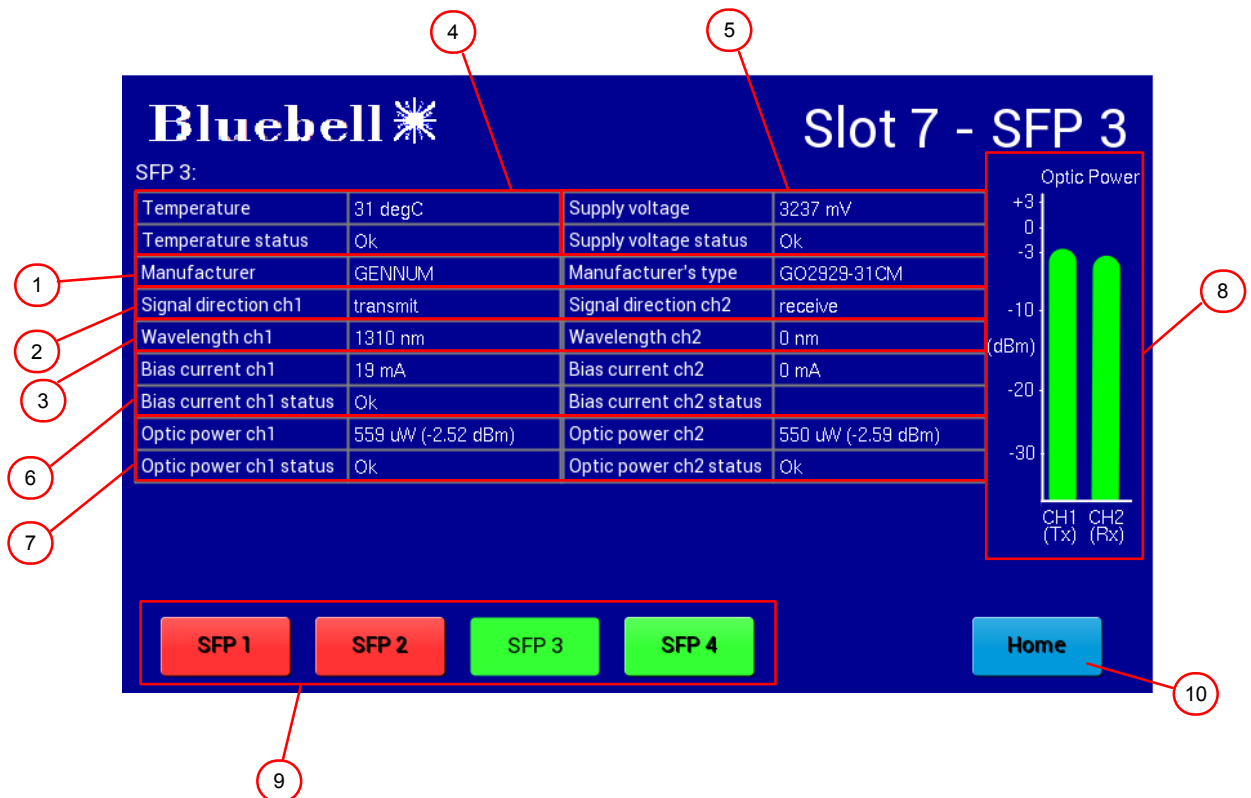 4
5
Bluebell
Slot 7 - SFP 3
SFP 3:
Optic Power
Temperature 31 degC Supply voltage 3237 mV
Temperature status Ok Supply voltage status Ok
Manufacturer GENNUM Manufacturer's type GO2929-31CM
Signal direction ch1 transmit Signal direction ch2 receive
Wavelength ch1 1310 nm Wavelength ch2 0 nm
Bias current ch1 19 mA Bias current ch2 0 mA
Bias current ch1 status Ok Bias current ch2 status
Optic power ch1 559 uW (-2.52 dBm) Optic power ch2 550 uW (-2.59 dBm)
Optic power ch1 status Ok Optic power ch2 status Ok
+3
0
-3
-10
(dBm)
-20
-30
CH1 CH2
(Tx) (Rx)
1
2
3
6
7
8
SFP 1 SFP 2 SFP 3 SFP 4 Home
10
9